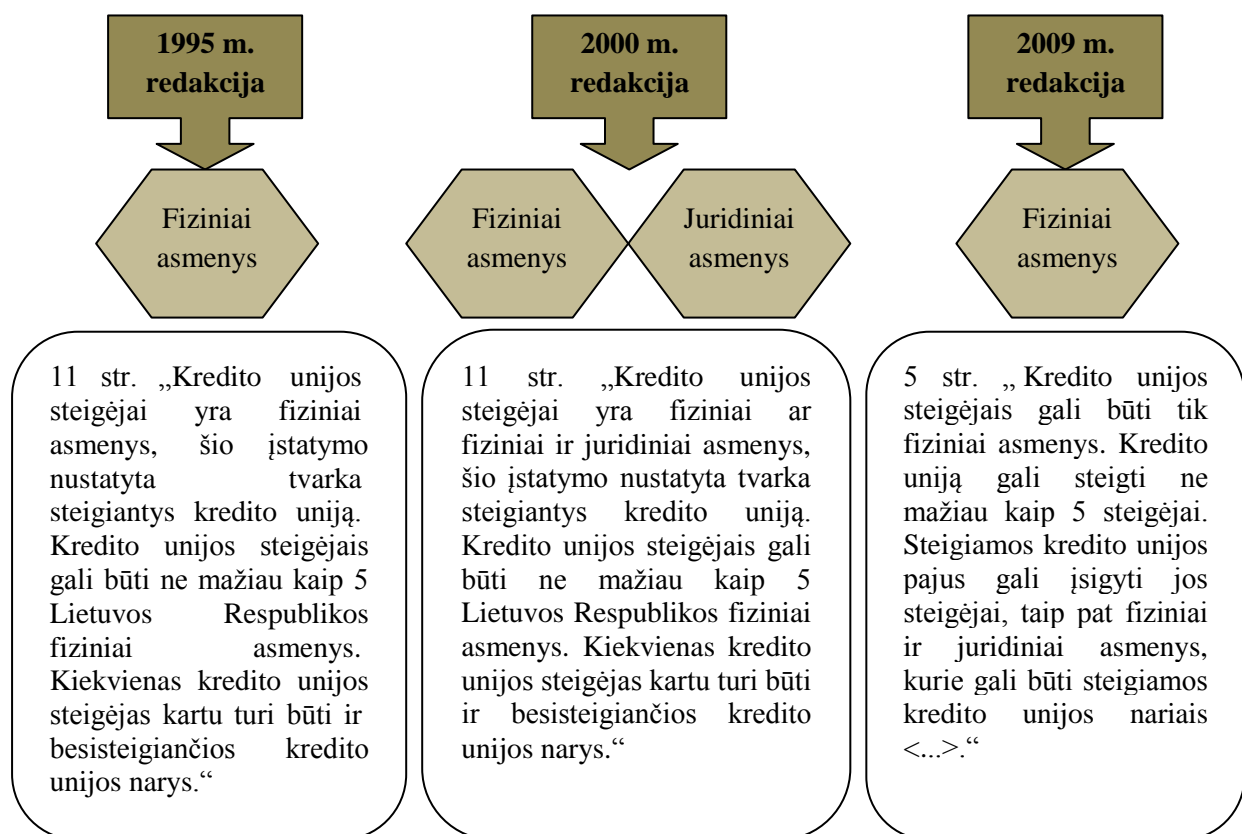 1995 m.
redakcija
2000 m.
redakcija
2009 m.
redakcija
Fiziniai
asmenys
Fiziniai
asmenys
Juridiniai
asmenys
Fiziniai
asmenys
11 str. „Kredito unijos
steigėjai yra fiziniai
asmenys, šio įstatymo
nustatyta tvarka
steigiantys kredito uniją.
Kredito unijos steigėjais
gali būti ne mažiau kaip 5
Lietuvos Respublikos
fiziniai asmenys.
Kiekvienas kredito unijos
steigėjas kartu turi būti ir
besisteigiančios kredito
unijos narys.“
11 str. „Kredito unijos
steigėjai yra fiziniai ar
fiziniai ir juridiniai asmenys,
šio įstatymo nustatyta tvarka
steigiantys kredito uniją.
Kredito unijos steigėjais gali
būti ne mažiau kaip 5
Lietuvos Respublikos fiziniai
asmenys. Kiekvienas kredito
unijos steigėjas kartu turi būti
ir besisteigiančios kredito
unijos narys.“
5 str. „ Kredito unijos
steigėjais gali būti tik
fiziniai asmenys. Kredito
uniją gali steigti ne
mažiau kaip 5 steigėjai.
Steigiamos kredito unijos
pajus gali įsigyti jos
steigėjai, taip pat fiziniai
ir juridiniai asmenys,
kurie gali būti steigiamos
kredito unijos nariais
<...>.“